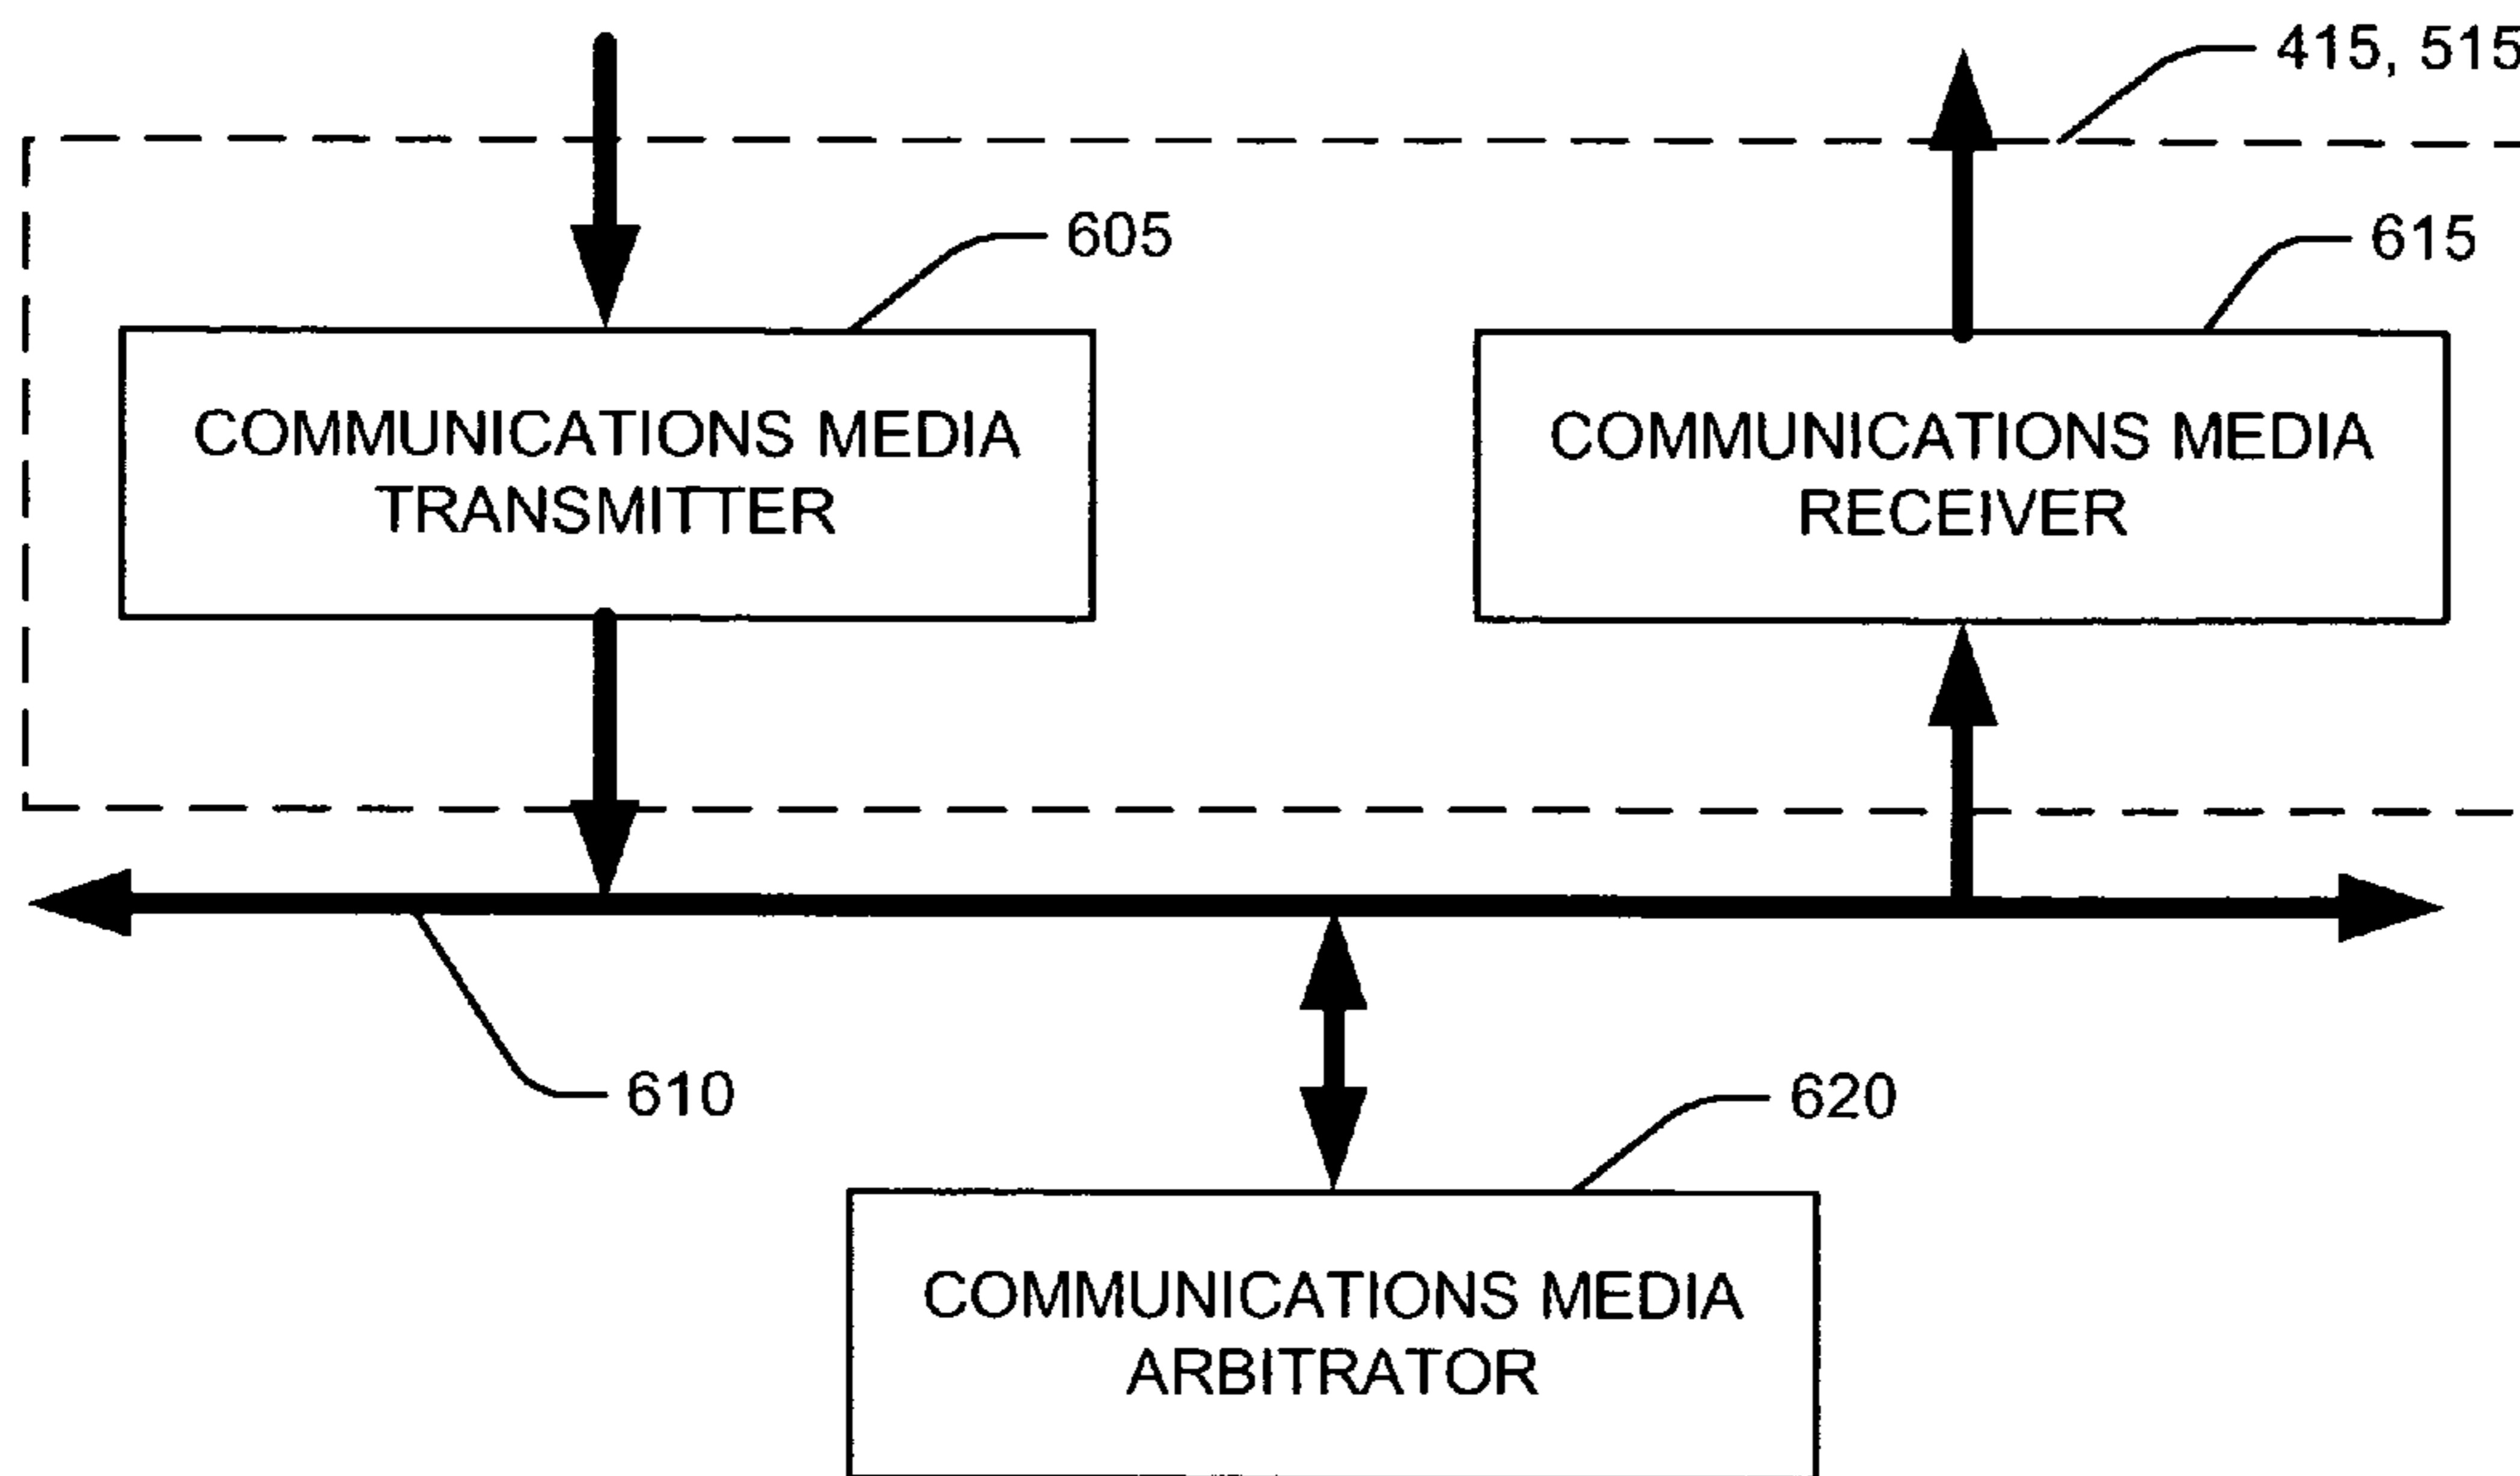 415, 515
605
615
COMMUNICATIONS MEDIA
TRANSMITTER
COMMUNICATIONS MEDIA
RECEIVER
610
620
COMMUNICATIONS MEDIA
ARBITRATOR